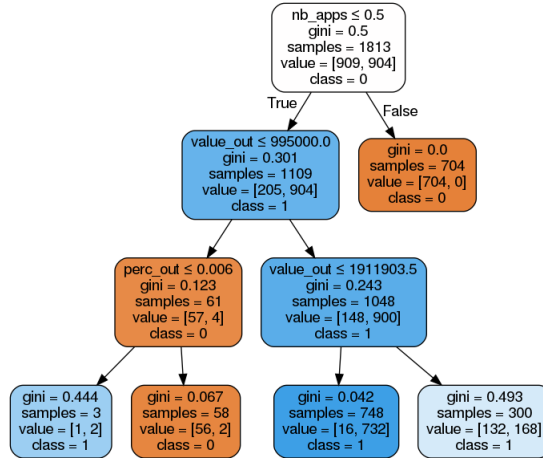 nb_apps ≤ 0.5
gini = 0.5
samples = 1813
value = [909, 904]
class = 0
True
False
value_out ≤ 995000.0
gini = 0.301
samples = 1109
value = [205, 904]
class = 1
gini = 0.0
samples = 704
value = [704, 0]
class = 0
perc_out ≤ 0.006
gini = 0.123
samples = 61
value = [57, 4]
class = 0
value_out ≤ 1911903.5
gini = 0.243
samples = 1048
value = [148, 900]
class = 1
gini = 0.444
samples = 3
value = [1, 2]
class = 1
gini = 0.067
samples = 58
value = [56, 2]
class = 0
gini = 0.042
samples = 748
value = [16, 732]
class = 1
gini = 0.493
samples = 300
value = [132, 168]
class = 1